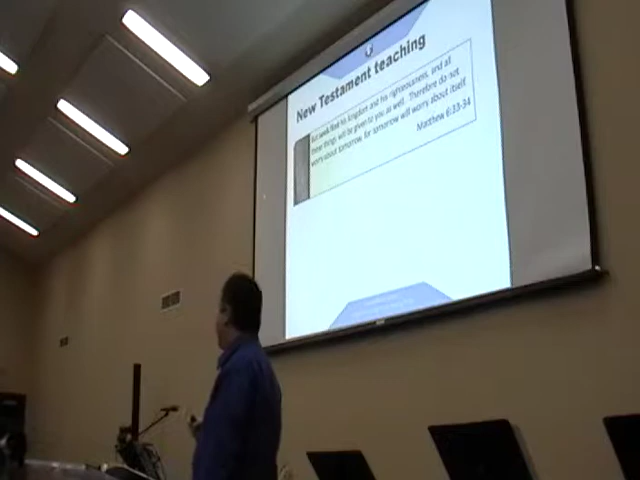 New Testament teaching
But seek first his kingdom and his righteousness, and all
these things will be given to you as well. Therefore do not
worry about tomorrow, for tomorrow will worry about itself
Matthew 6:33-34